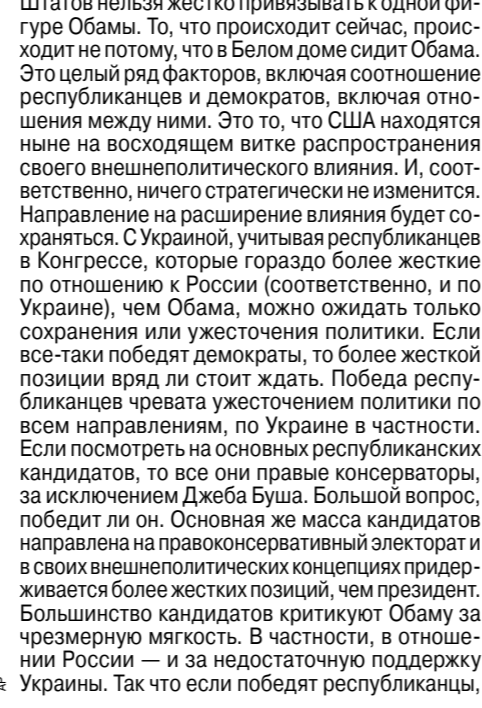 Штатов нельзя жестко привязывать к одной фи-
гуре Обамы. То, что происходит сейчас, проис-
ходит не потому, что в Белом доме сидит Обама.
Это целый ряд факторов, включая соотношение
республиканцев и демократов, включая отно-
шения между ними. Это то, что США находятся
ныне на восходящем витке распространения
своего внешнеполитического влияния. И, соот-
ветственно, ничего стратегически не изменится.
Направление на расширение влияния будет со-
храняться. С Украиной, учитывая республиканцев
в Конгрессе, которые гораздо более жесткие
по отношению к России (соответственно, и по
Украине), чем Обама, можно ожидать только
сохранения или ужесточения политики. Если
все-таки победят демократы, то более жесткой
позиции вряд ли стоит ждать. Победа респу-
бликанцев чревата ужесточением политики по
всем направлениям, по Украине в частности.
Если посмотреть на основных республиканских
кандидатов, то все они правые консерваторы,
за исключением Джеба Буша. Большой вопрос,
победит ли он. Основная же масса кандидатов
направлена на правоконсервативный электорат и
в своих внешнеполитических концепциях придер-
живается более жестких позиций, чем президент.
Большинство кандидатов критикуют Обаму за
чрезмерную мягкость. В частности, в отноше-
нии России — и за недостаточную поддержку
Украины. Так что если победят республиканцы,